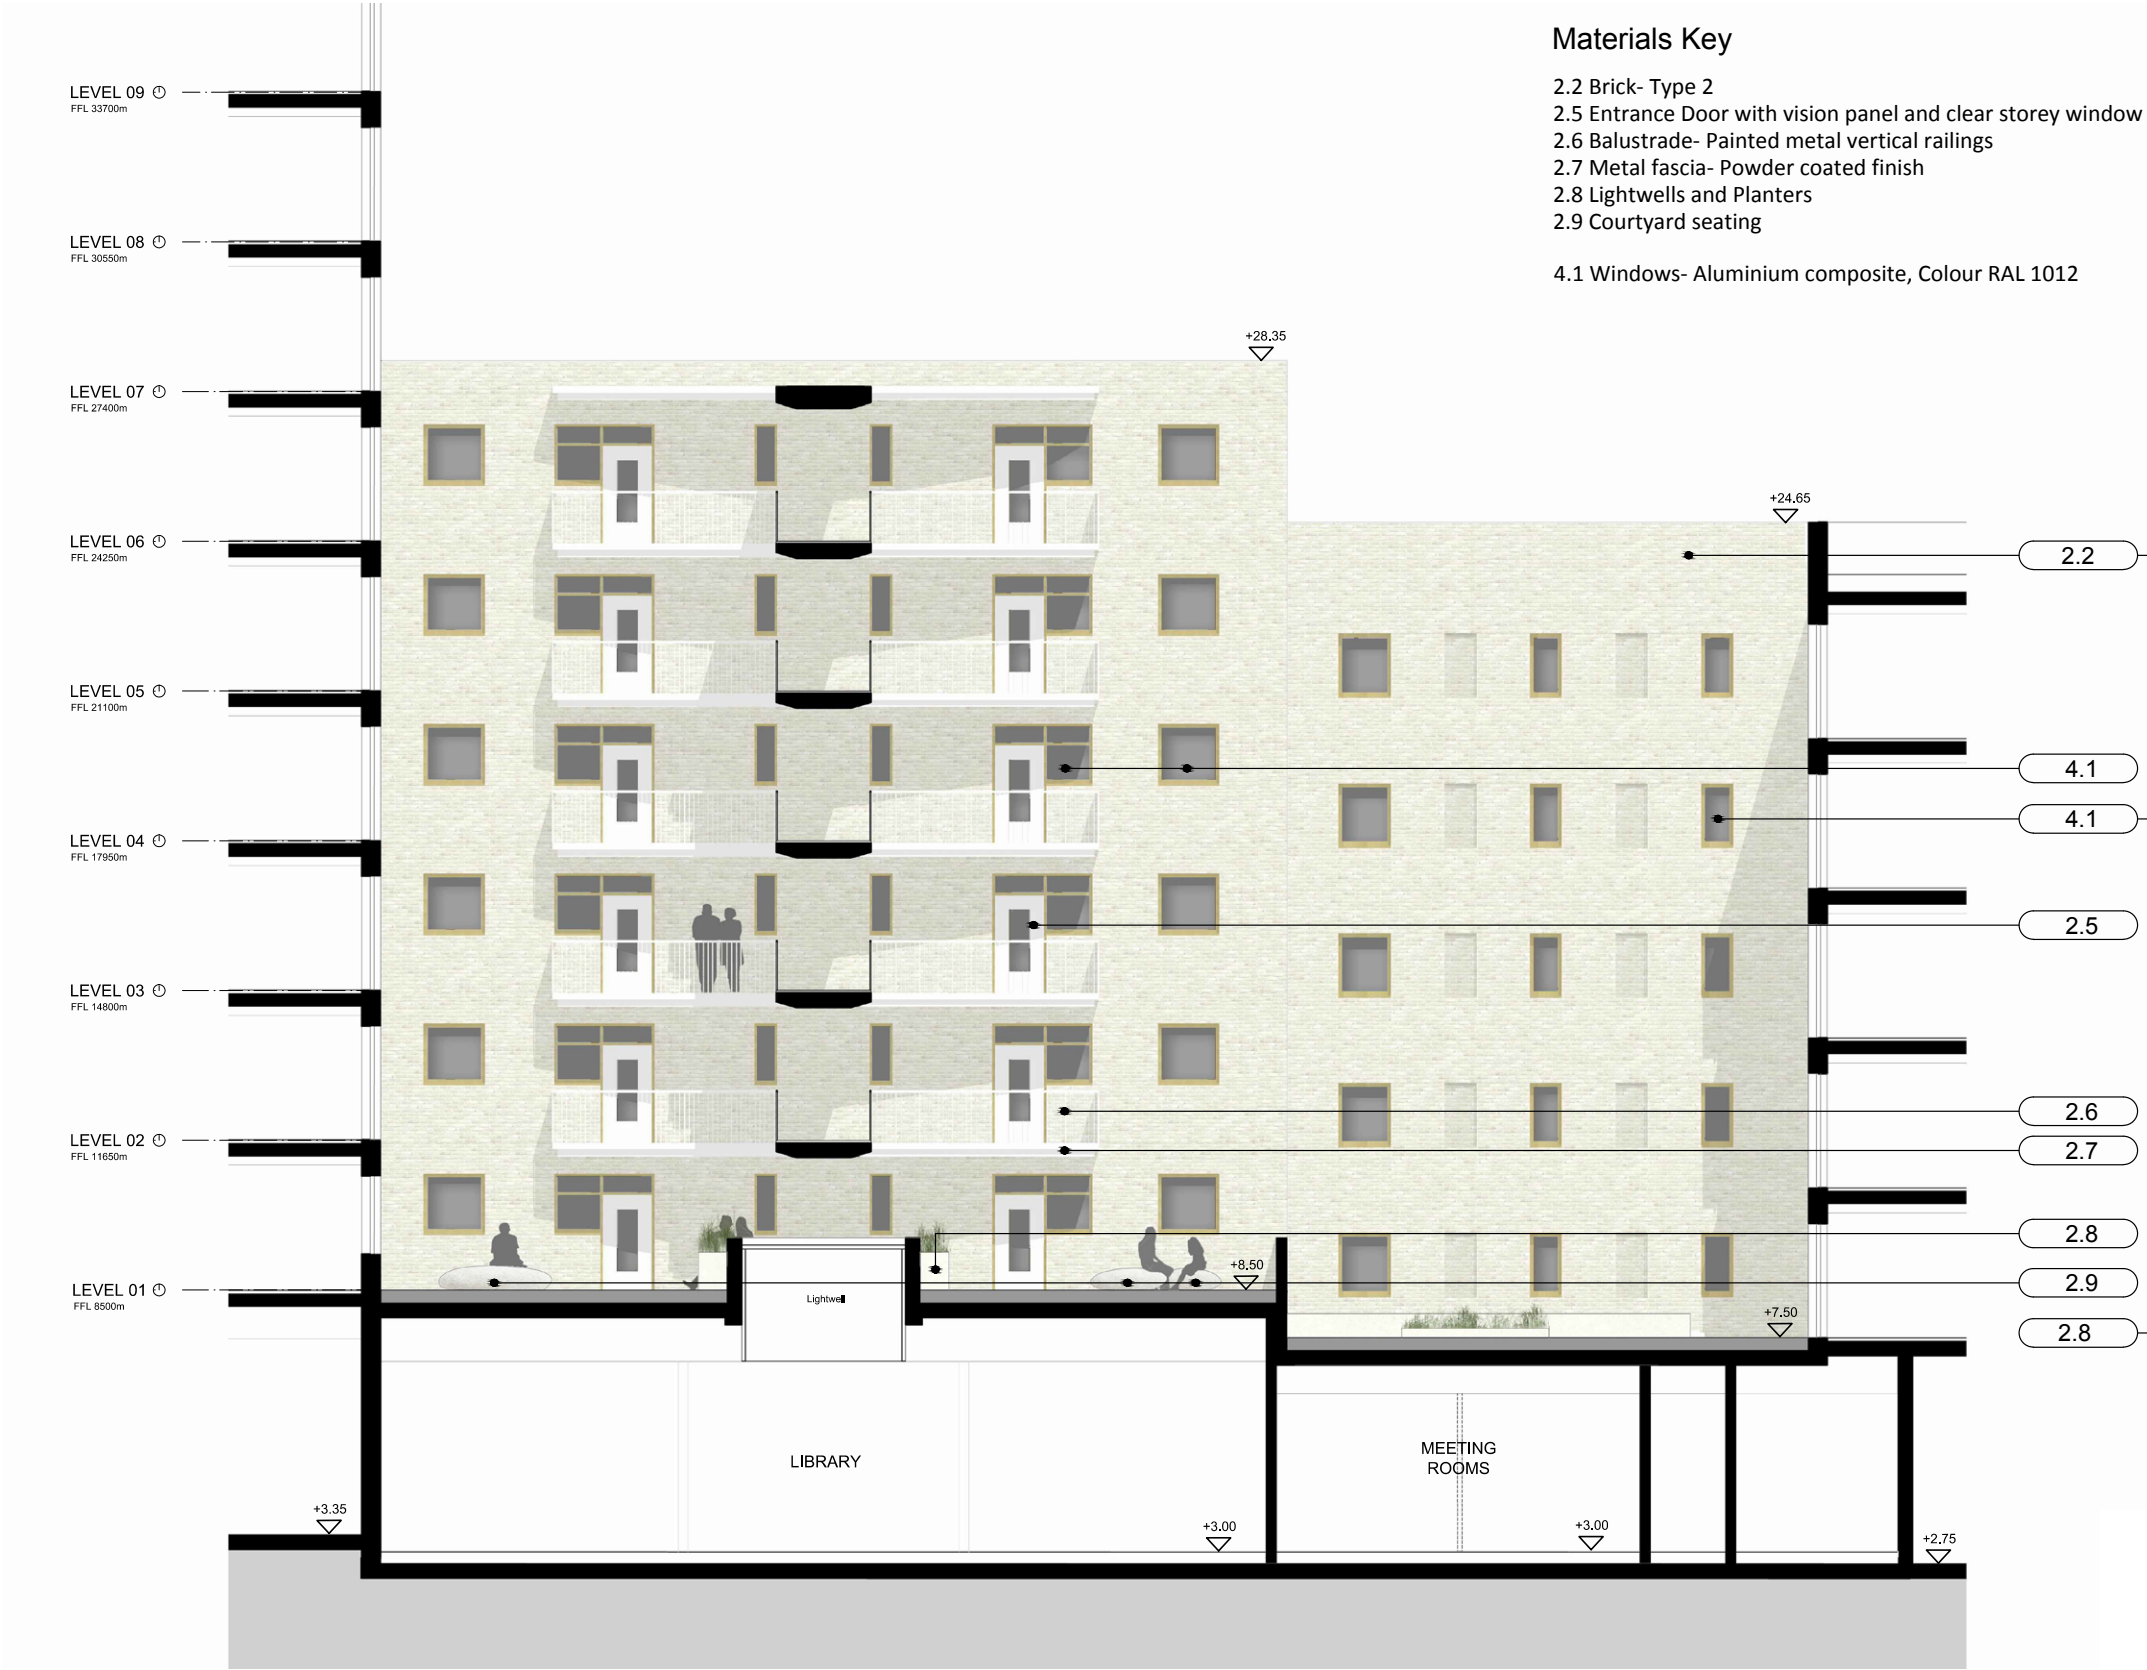 Materials Key
2.2 Brick- Type 2
2.5 Entrance Door with vision panel and clear storey window
2.6 Balustrade- Painted metal vertical railings
2.7 Metal fascia- Powder coated finish
2.8 Lightwells and Planters
2.9 Courtyard seating
4.1 Windows- Aluminium composite, Colour RAL 1012
LEVEL 09
FFL 33700m
LEVEL 08
FFL 30550m
+28.35
LEVEL 07
FFL 27400m
+24.65
LEVEL 06
FFL 24250m
2.2
LEVEL 05
FFL 21100m
4.1
4.1
LEVEL 04
FFL 17950m
2.5
LEVEL 03
FFL 14800m
2.6
LEVEL 02
FFL 11650m
2.7
2.8
+8.50
2.9
LEVEL 01
FFL 8500m
Lightwell
+7.50
2.8
LIBRARY
MEETING
ROOMS
+3.35
+3.00
+3.00
+2.75